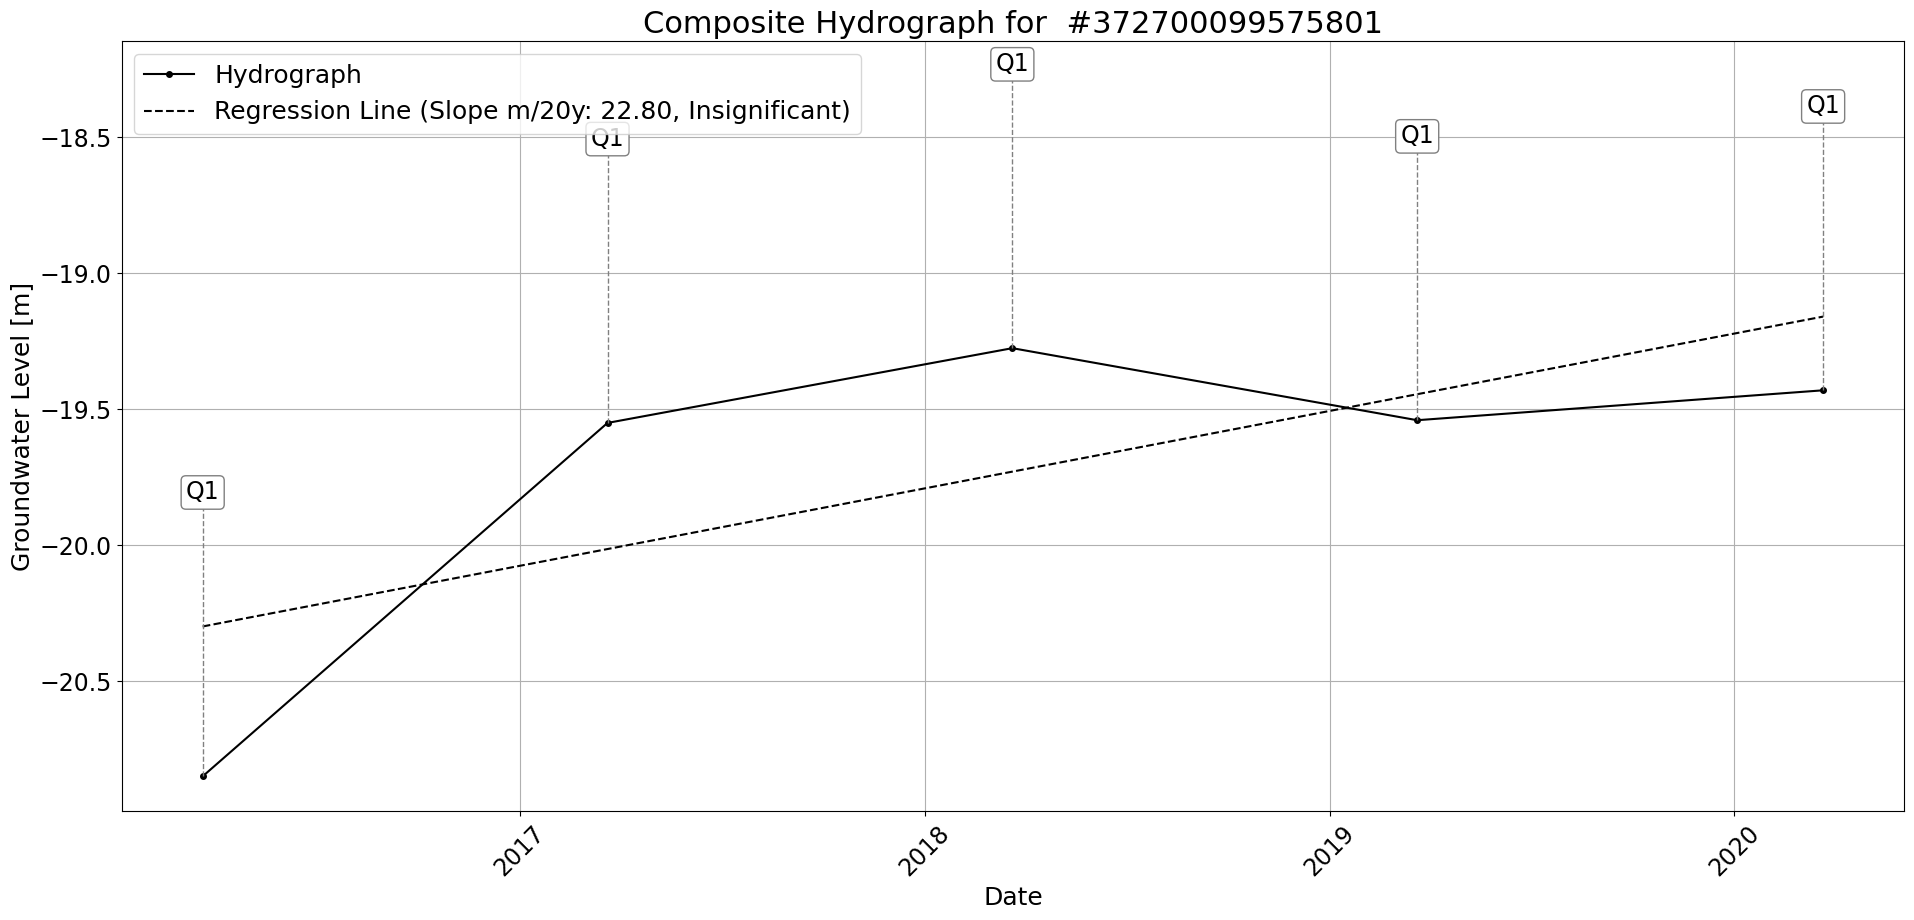 Composite Hydrograph for  #372700099575801
Hydrograph
Regression Line (Slope m/20y: 22.80, Insignificant)
Q1
Q1
Q1
Q1
Q1
Groundwater Level [m]
−18.5
−19.0
−19.5
−20.0
−20.5
2017
2018
2019
2020
Date